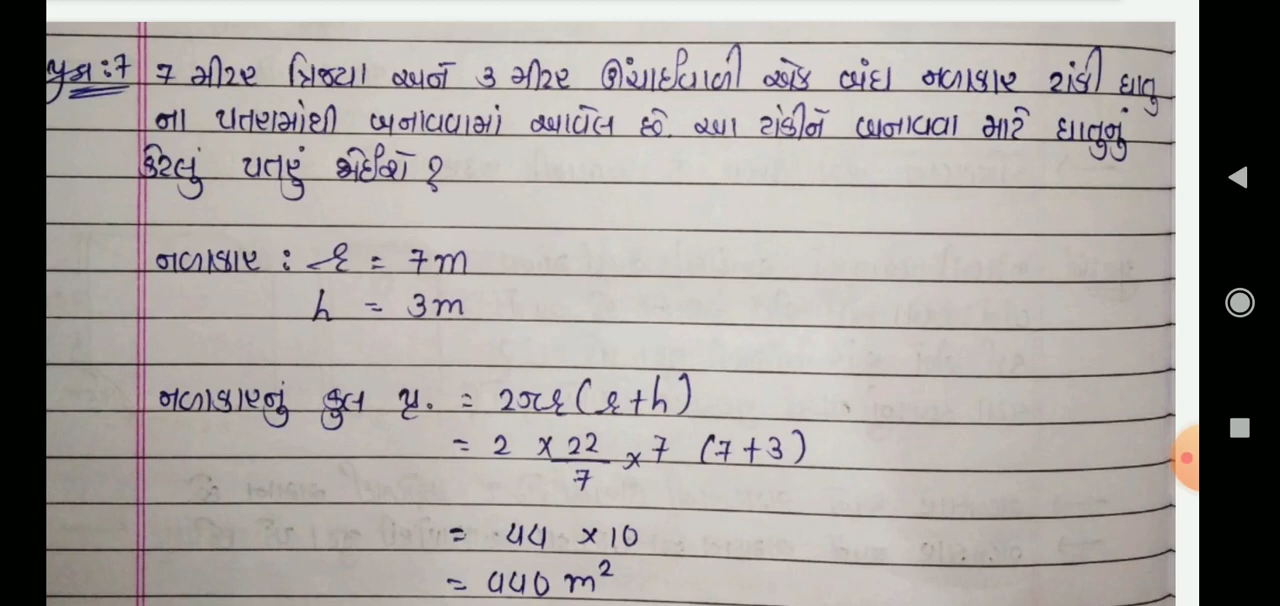 પ્રશ્ન:7 7 મીટર ત્રિજ્યા અને 3 મીટર ઊંચાઈવાળી એક બંધ નળાકાર ટાંકી ધાતુ
ના પતરામાંથી બનાવવામાં આવેલ છે. આ ટાંકીને બનાવવા માટે ધાતુનું
કેટલું પતરું જોઈશે ?
નળાકાર : r = 7m
h = 3m
નળાકારનું કુલ પૃ. = 2πr(r+h)
= 2 × 22/7 × 7 (7+3)
= 44 × 10
= 440 m²